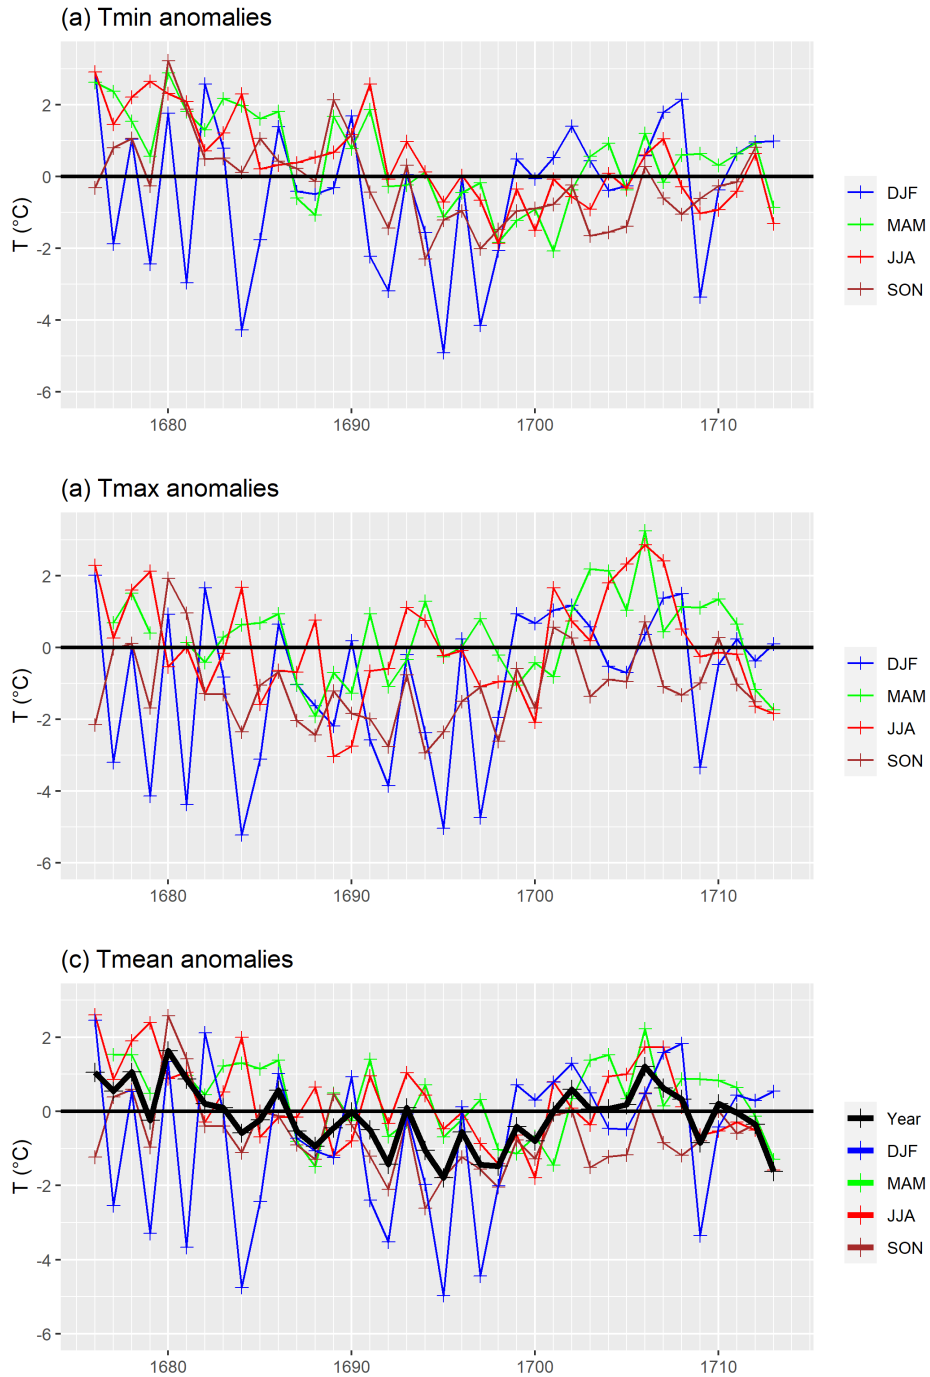 (a) Tmin anomalies
T (°C)
2
0
-2
-4
-6
1680 1690 1700 1710
DJF
MAM
JJA
SON
(a) Tmax anomalies
T (°C)
2
0
-2
-4
-6
1680 1690 1700 1710
DJF
MAM
JJA
SON
(c) Tmean anomalies
T (°C)
2
0
-2
-4
-6
1680 1690 1700 1710
Year
DJF
MAM
JJA
SON